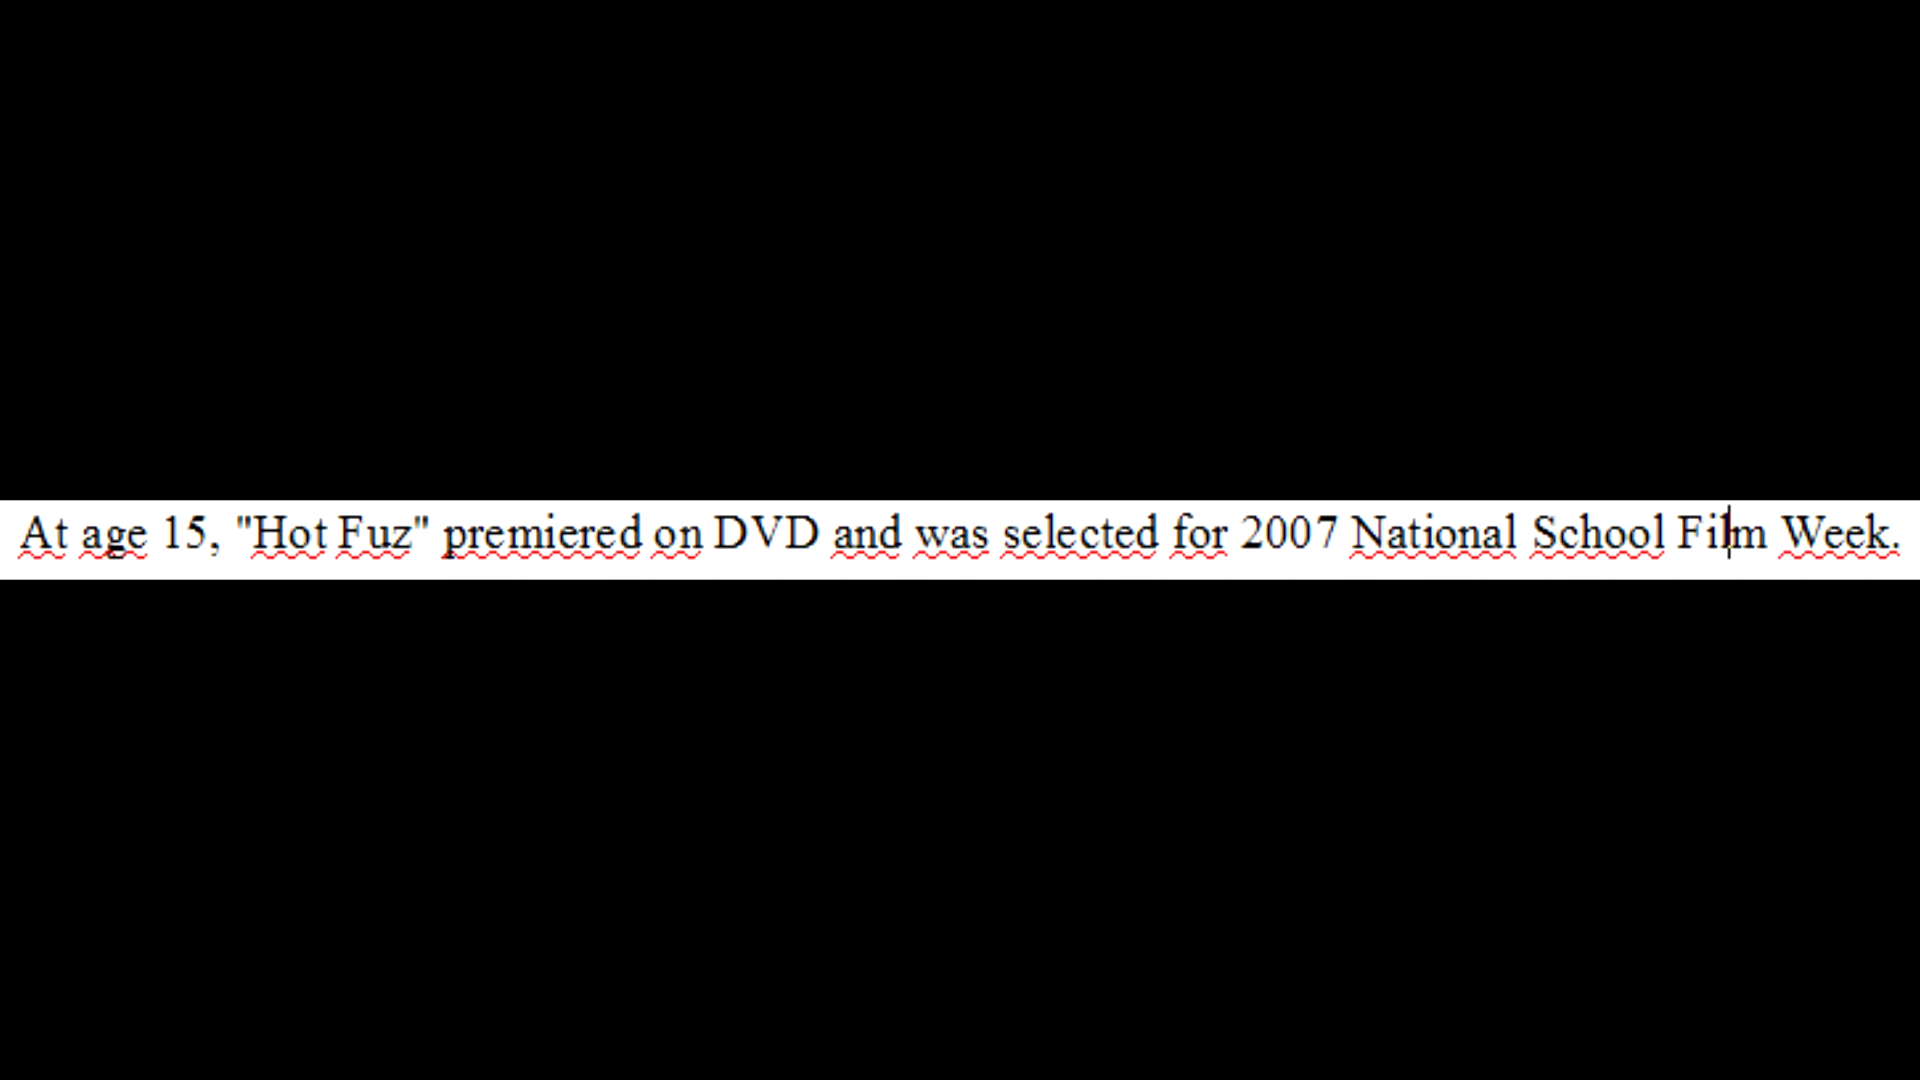 At age 15, "Hot Fuz" premiered on DVD and was selected for 2007 National School Film Week.